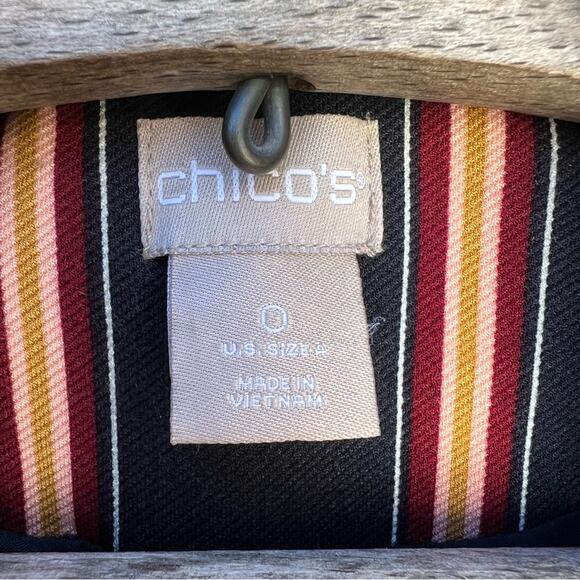 chico's®
0
U.S. SIZE 4
MADE IN
VIETNAM